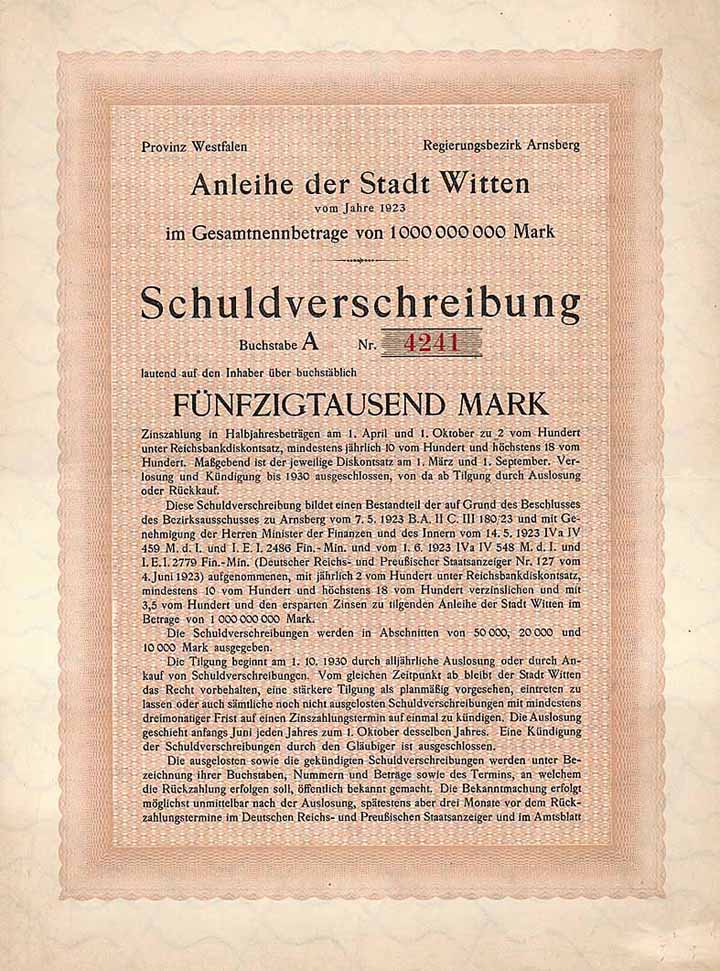 Provinz Westfalen Regierungsbezirk Arnsberg
Anleihe der Stadt Witten
vom Jahre 1923
im Gesamtnennbetrage von 1 000 000 000 Mark
Schuldverschreibung
Buchstabe A Nr. 4241
lautend auf den Inhaber über buchstäblich
FÜNFZIGTAUSEND MARK
Zinszahlung in Halbjahresbeträgen am 1. April und 1. Oktober zu 2 vom Hundert
unter Reichsbankdiskontsatz, mindestens jährlich 10 vom Hundert und höchstens 18 vom
Hundert. Maßgebend ist der jeweilige Diskontsatz am 1. März und 1. September. Ver-
losung und Kündigung bis 1930 ausgeschlossen, von da ab Tilgung durch Auslosung
oder Rückkauf.
Diese Schuldverschreibung bildet einen Bestandteil der auf Grund des Beschlusses
des Bezirksausschusses zu Arnsberg vom 7. 5. 1923 B. A. II C. III 180/23 und mit Ge-
nehmigung der Herren Minister der Finanzen und des Innern vom 14. 5. 1923 IVa IV
459 M. d. I. und I. E. I. 2486 Fin.- Min. und vom 1. 6. 1923 IVa IV 548 M. d. I. und
I. E. I. 2779 Fin.- Min. (Deutscher Reichs- und Preußischer Staatsanzeiger Nr. 127 vom
4. Juni 1923) aufgenommenen, mit jährlich 2 vom Hundert unter Reichsbankdiskontsatz,
mindestens 10 vom Hundert und höchstens 18 vom Hundert verzinslichen und mit
3,5 vom Hundert und den ersparten Zinsen zu tilgenden Anleihe der Stadt Witten im
Betrage von 1 000 000 000 Mark.
Die Schuldverschreibungen werden in Abschnitten von 50 000, 20 000 und
10 000 Mark ausgegeben.
Die Tilgung beginnt am 1. 10. 1930 durch alljährliche Auslosung oder durch An-
kauf von Schuldverschreibungen. Vom gleichen Zeitpunkt ab bleibt der Stadt Witten
das Recht vorbehalten, eine stärkere Tilgung als planmäßig vorgesehen, eintreten zu
lassen oder auch sämtliche noch nicht ausgelosten Schuldverschreibungen mit mindestens
dreimonatiger Frist auf einen Zinszahlungstermin auf einmal zu kündigen. Die Auslosung
geschieht anfangs Juni jeden Jahres zum 1. Oktober desselben Jahres. Eine Kündigung
der Schuldverschreibungen durch den Gläubiger ist ausgeschlossen.
Die ausgelosten sowie die gekündigten Schuldverschreibungen werden unter Be-
zeichnung ihrer Buchstaben, Nummern und Beträge sowie des Termins, an welchem
die Rückzahlung erfolgen soll, öffentlich bekannt gemacht. Die Bekanntmachung erfolgt
möglichst unmittelbar nach der Auslosung, spätestens aber drei Monate vor dem Rück-
zahlungstermine im Deutschen Reichs- und Preußischen Staatsanzeiger und im Amtsblatt